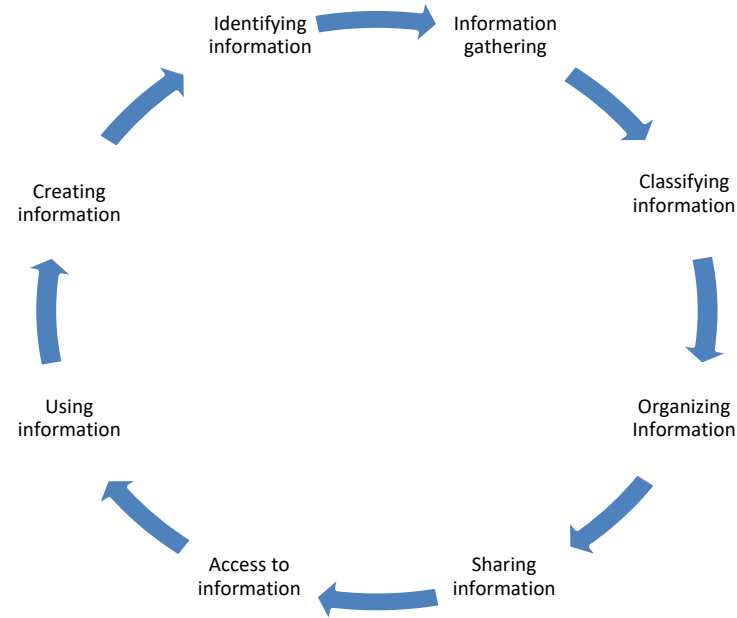 Identifying
information
Information
gathering
Classifying
information
Organizing
Information
Sharing
information
Access to
information
Using
information
Creating
information